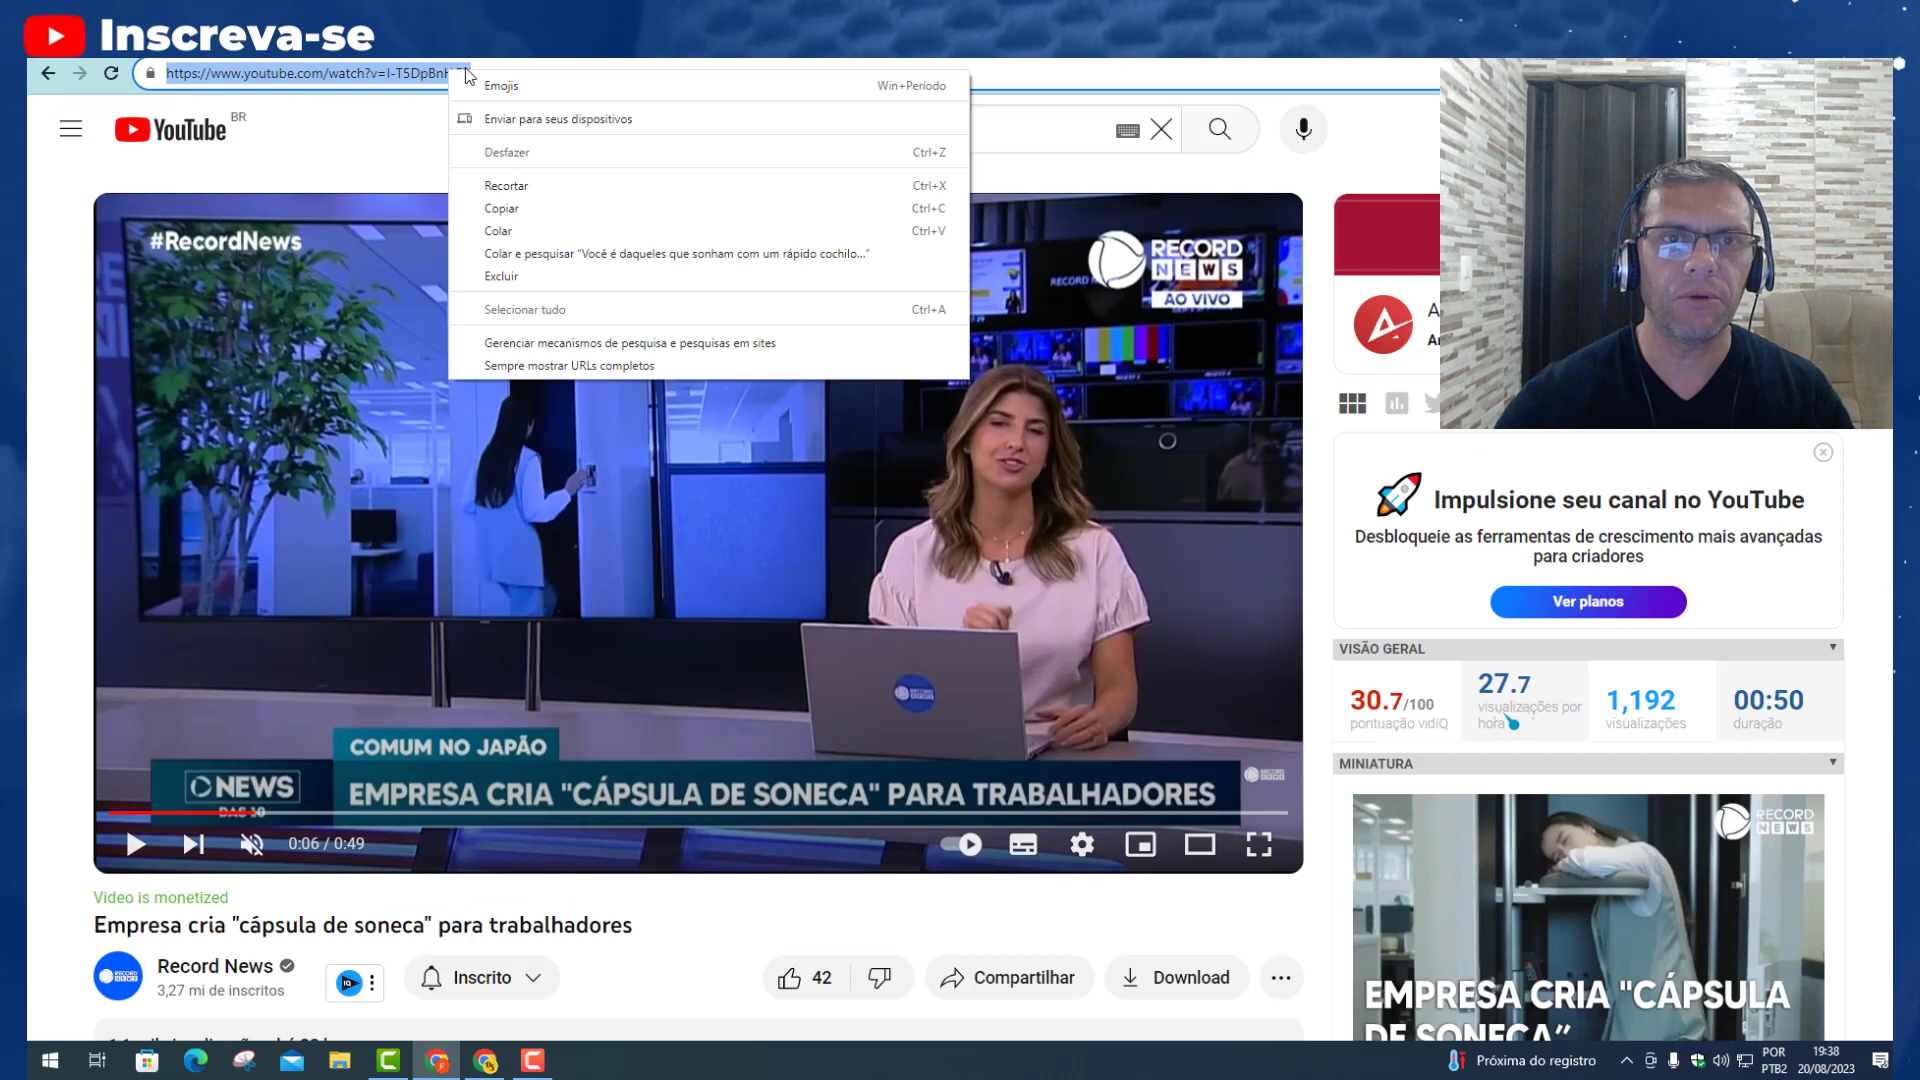 Inscreva-se
https://www.youtube.com/watch?v=I-T5DpBnH
Emojis Win+Período
Enviar para seus dispositivos
Desfazer Ctrl+Z
Recortar Ctrl+X
Copiar Ctrl+C
Colar Ctrl+V
Colar e pesquisar “Você é daqueles que sonham com um rápido cochilo...”
Excluir
Selecionar tudo Ctrl+A
Gerenciar mecanismos de pesquisa e pesquisas em sites
Sempre mostrar URLs completos
YouTube BR
#RecordNews
RECORD
NEWS
AO VIVO
COMUM NO JAPÃO
NEWS
DAS 10
EMPRESA CRIA "CÁPSULA DE SONECA" PARA TRABALHADORES
0:06 / 0:49
Video is monetized
Empresa cria "cápsula de soneca" para trabalhadores
Record News
3,27 mi de inscritos
Inscrito
42
Compartilhar
Download
Impulsione seu canal no YouTube
Desbloqueie as ferramentas de crescimento mais avançadas
para criadores
Ver planos
VISÃO GERAL
30.7/100
pontuação vidIQ
27.7
visualizações por
hora
1,192
visualizações
00:50
duração
MINIATURA
RECORD
NEWS
EMPRESA CRIA "CÁPSULA
DE SONECA”
Próxima do registro
POR
PTB2
19:38
20/08/2023